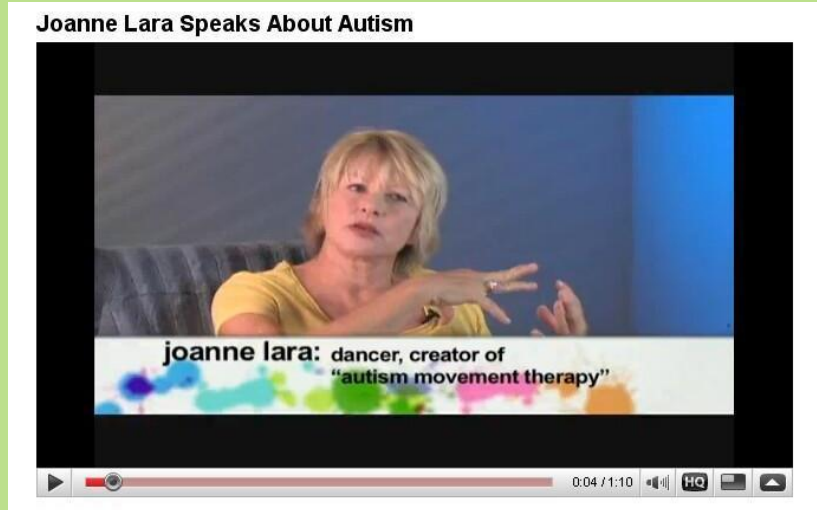 Joanne Lara Speaks About Autism
joanne lara: dancer, creator of
"autism movement therapy"
0:04 / 1:10 HQ